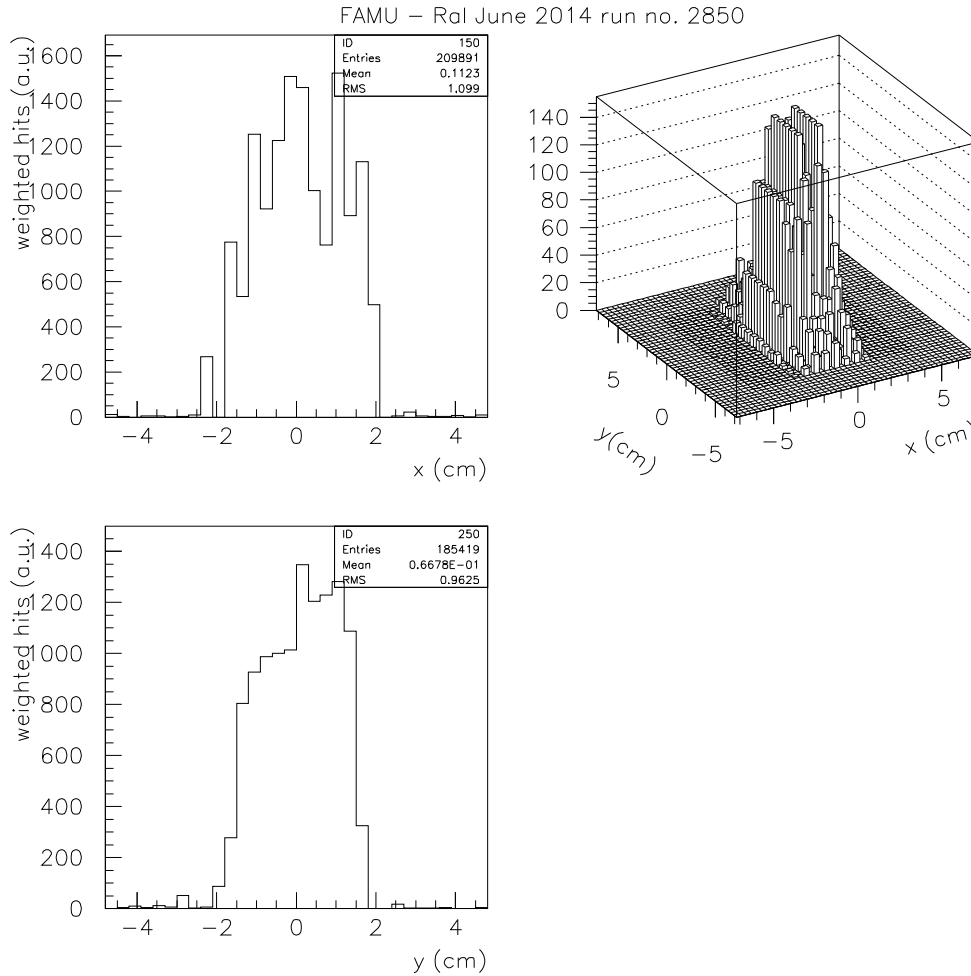 FAMU – Ral June 2014 run no. 2850
weighted hits (a.u.)
1600
1400
1200
1000
800
600
400
200
0
ID 150
Entries 209891
Mean 0.1123
RMS 1.099
−4 −2 0 2 4
x (cm)
140
120
100
80
60
40
20
0
5
0
−5
y(cm)
−5
0
5
x (cm)
weighted hits (a.u.)
1400
1200
1000
800
600
400
200
0
ID 250
Entries 185419
Mean 0.6678E−01
RMS 0.9625
−4 −2 0 2 4
y (cm)